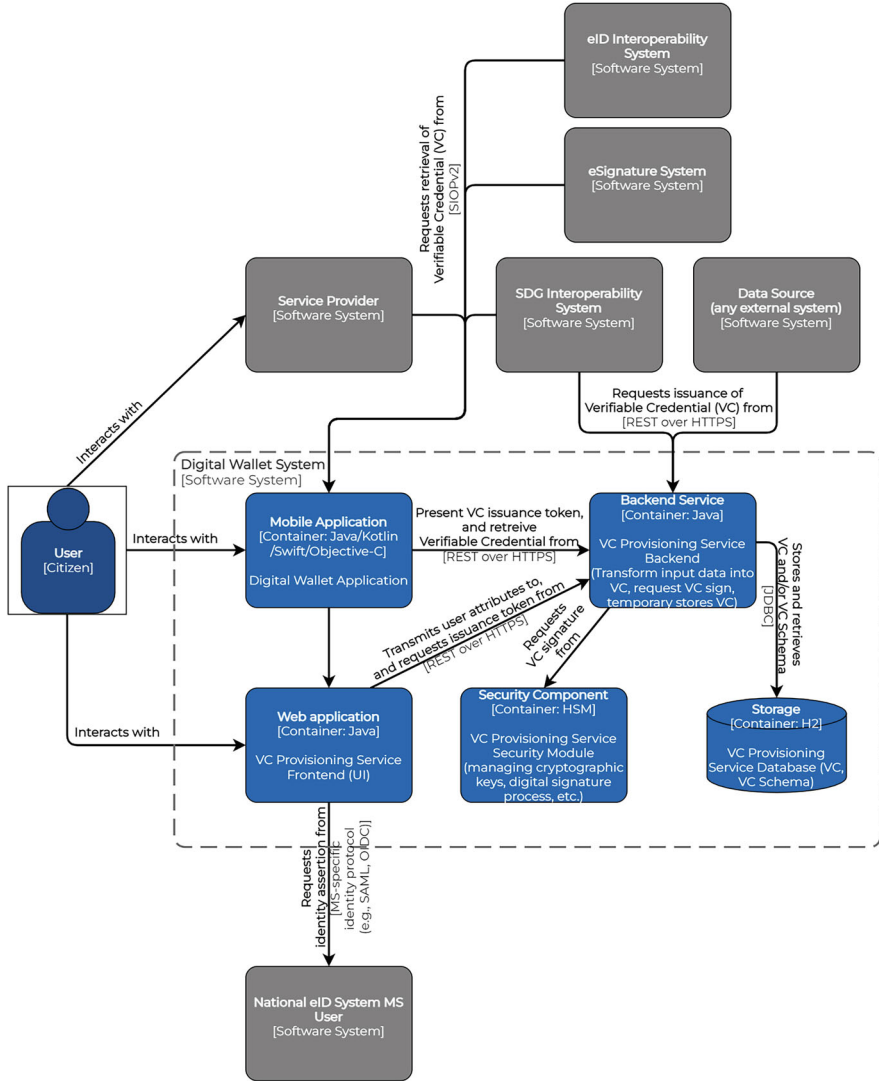 eID Interoperability
System
[Software System]
Requests retrieval of
Verifiable Credential (VC) from
[SIOPv2]
eSignature System
[Software System]
Service Provider
[Software System]
SDG Interoperability
System
[Software System]
Data Source
(any external system)
[Software System]
Requests issuance of
Verifiable Credential (VC) from
[REST over HTTPS]
Interacts with
Digital Wallet System
[Software System]
User
[Citizen]
Interacts with
Mobile Application
[Container: Java/Kotlin
/Swift/Objective-C]
Digital Wallet Application
Present VC issuance token,
and retreive
Verifiable Credential from
[REST over HTTPS]
Backend Service
[Container: Java]
VC Provisioning Service
Backend
(Transform input data into
VC, request VC sign,
temporary stores VC)
Stores and retrieves
VC and/or VC Schema
[JDBC]
Transmits user attributes to,
and requests issuance token from
[REST over HTTPS]
Requests
VC signature
from
Interacts with
Web application
[Container: Java]
VC Provisioning Service
Frontend (UI)
Security Component
[Container: HSM]
VC Provisioning Service
Security Module
(managing cryptographic
keys, digital signature
process, etc.)
Storage
[Container: H2]
VC Provisioning
Service Database (VC,
VC Schema)
Requests
identity assertion from
[MS-specific
identity protocol
(e.g., SAML, OIDC)]
National eID System MS
User
[Software System]